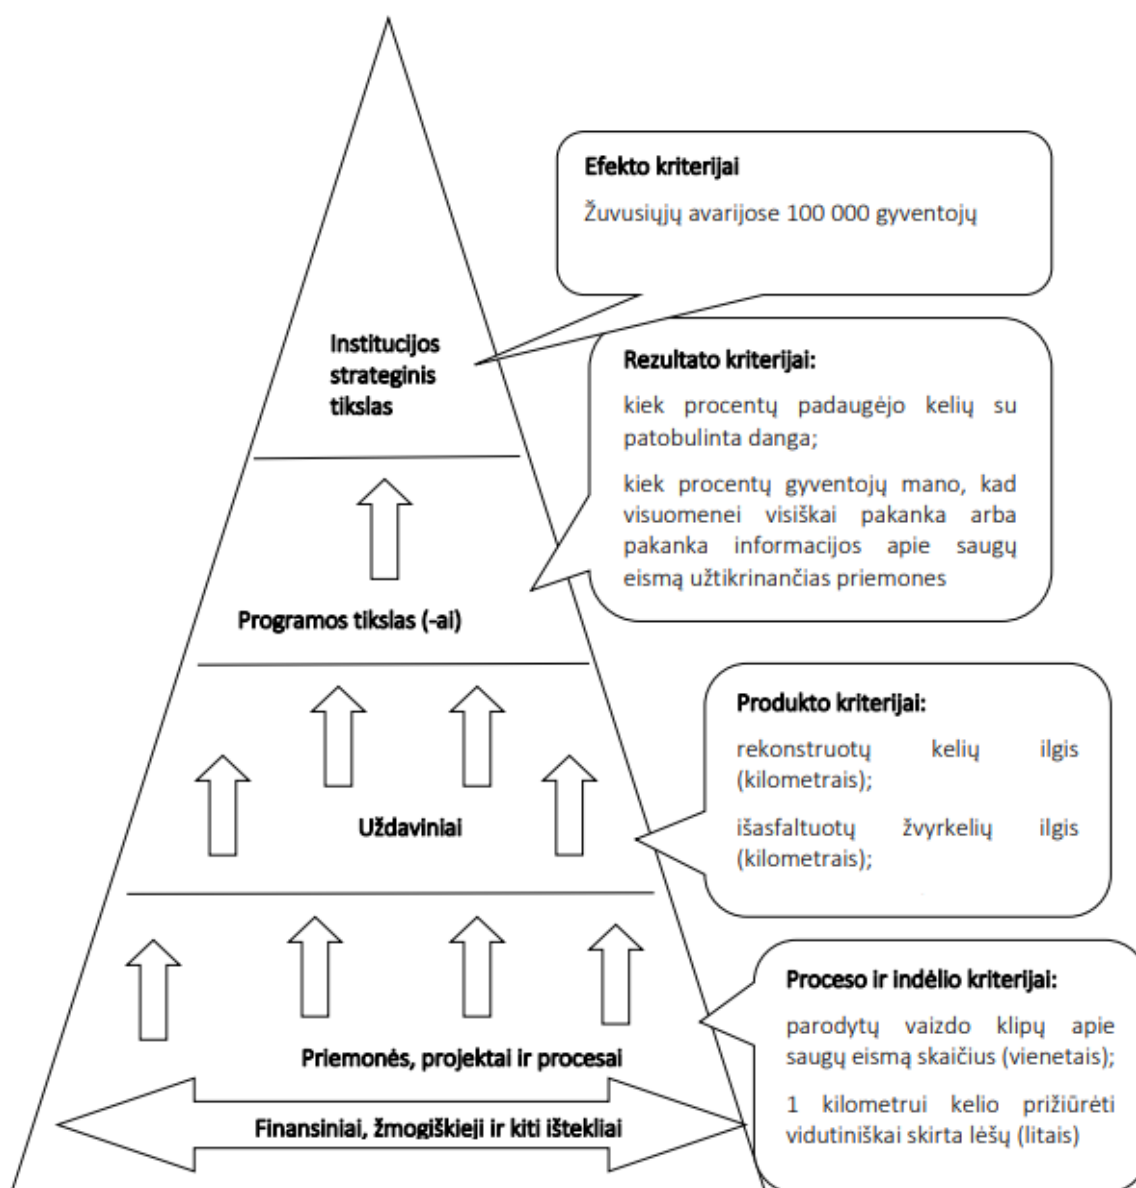 Efekto kriterijai
Žuvusiųjų avarijose 100 000 gyventojų
Institucijos
strateginis
tikslas
Rezultato kriterijai:
kiek procentų padaugėjo kelių su
patobulinta danga;
kiek procentų gyventojų mano, kad
visuomenei visiškai pakanka arba
pakanka informacijos apie saugų
eismą užtikrinančias priemones
Programos tikslas (-ai)
Produkto kriterijai:
rekonstruotų kelių ilgis
(kilometrais);
išasfaltuotų žvyrkelių ilgis
(kilometrais);
Uždaviniai
Proceso ir indėlio kriterijai:
parodytų vaizdo klipų apie
saugų eismą skaičius (vienetais);
1 kilometrui kelio prižiūrėti
vidutiniškai skirta lėšų (litais)
Priemonės, projektai ir procesai
Finansiniai, žmogiškieji ir kiti ištekliai